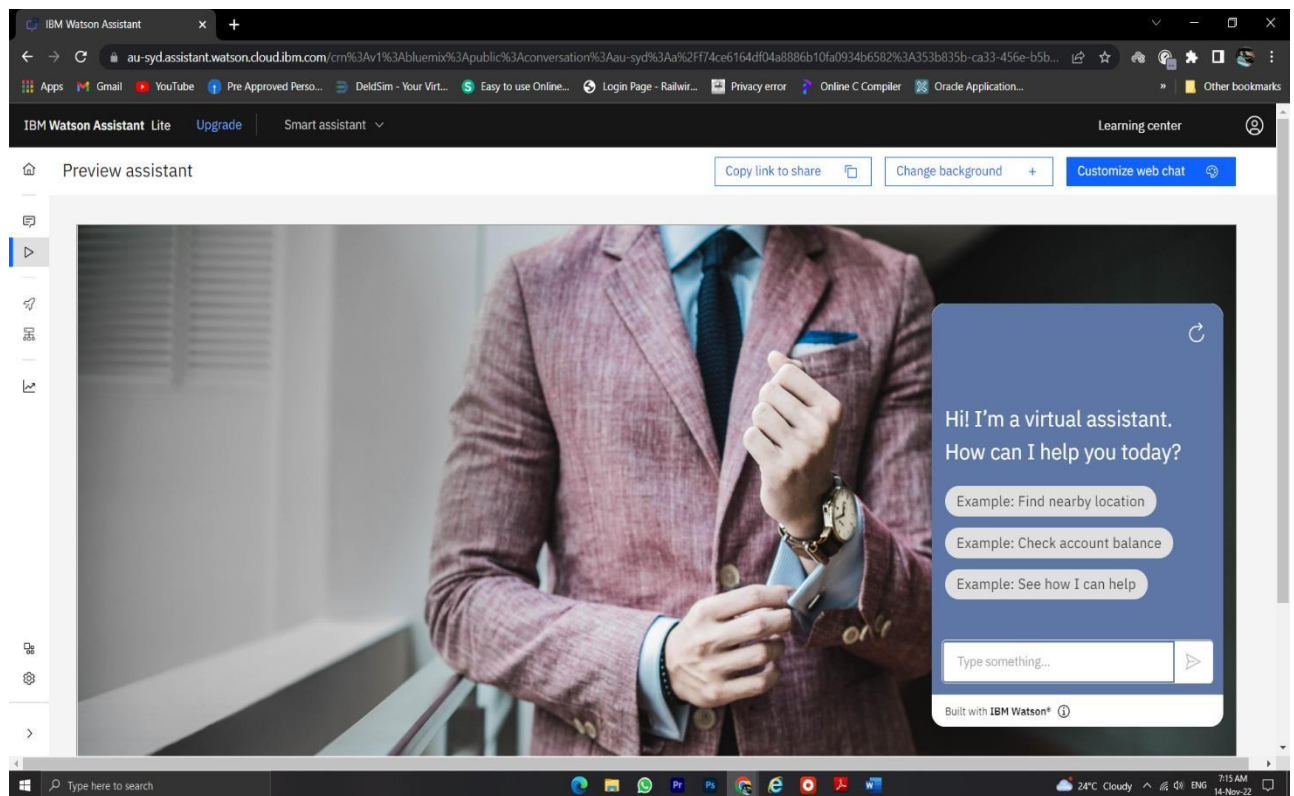 IBM Watson Assistant
au-syd.assistant.watson.cloud.ibm.com/crn%3Av1%3Abluemix%3Apublic%3Aconversation%3Aau-syd%3Aa%2Ff74ce6164df04a8886b10fa0934b6582%3A353b835b-ca33-456e-b5b...
Apps Gmail YouTube Pre Approved Perso... DeldSim - Your Virt... Easy to use Online... Login Page - Railwir... Privacy error Online C Compiler Oracle Application... » Other bookmarks
IBM Watson Assistant Lite Upgrade Smart assistant Learning center
Preview assistant Copy link to share Change background + Customize web chat
Hi! I'm a virtual assistant.
How can I help you today?
Example: Find nearby location
Example: Check account balance
Example: See how I can help
Type something...
Built with IBM Watson®
Type here to search Pr Ps 24°C Cloudy ENG 7:15 AM
14-Nov-22